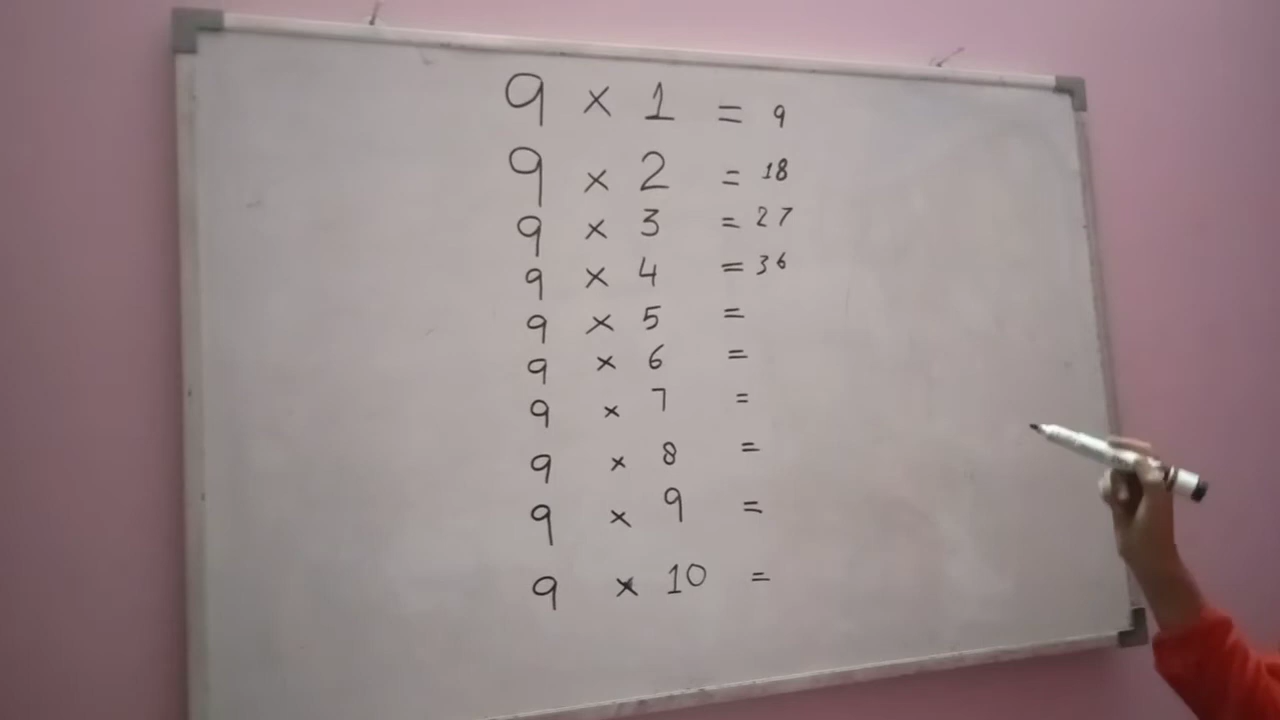 9 × 1 = 9
9 × 2 = 18
9 × 3 = 27
9 × 4 = 36
9 × 5 =
9 × 6 =
9 × 7 =
9 × 8 =
9 × 9 =
9 × 10 =